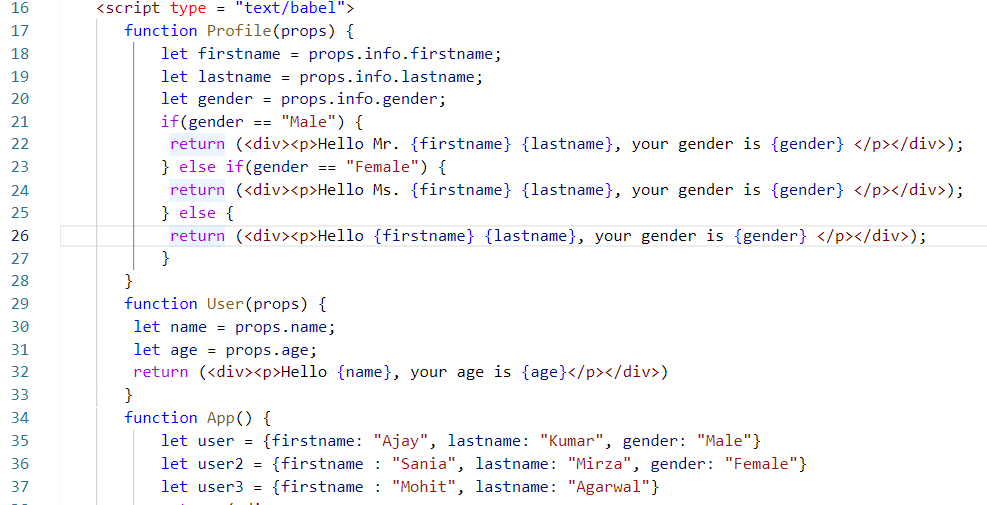 16 <script type = "text/babel">
17 function Profile(props) {
18 let firstname = props.info.firstname;
19 let lastname = props.info.lastname;
20 let gender = props.info.gender;
21 if(gender == "Male") {
22 return (<div><p>Hello Mr. {firstname} {lastname}, your gender is {gender} </p></div>);
23 } else if(gender == "Female") {
24 return (<div><p>Hello Ms. {firstname} {lastname}, your gender is {gender} </p></div>);
25 } else {
26 return (<div><p>Hello {firstname} {lastname}, your gender is {gender} </p></div>);
27 }
28 }
29 function User(props) {
30 let name = props.name;
31 let age = props.age;
32 return (<div><p>Hello {name}, your age is {age}</p></div>)
33 }
34 function App() {
35 let user = {firstname: "Ajay", lastname: "Kumar", gender: "Male"}
36 let user2 = {firstname : "Sania", lastname: "Mirza", gender: "Female"}
37 let user3 = {firstname : "Mohit", lastname: "Agarwal"}